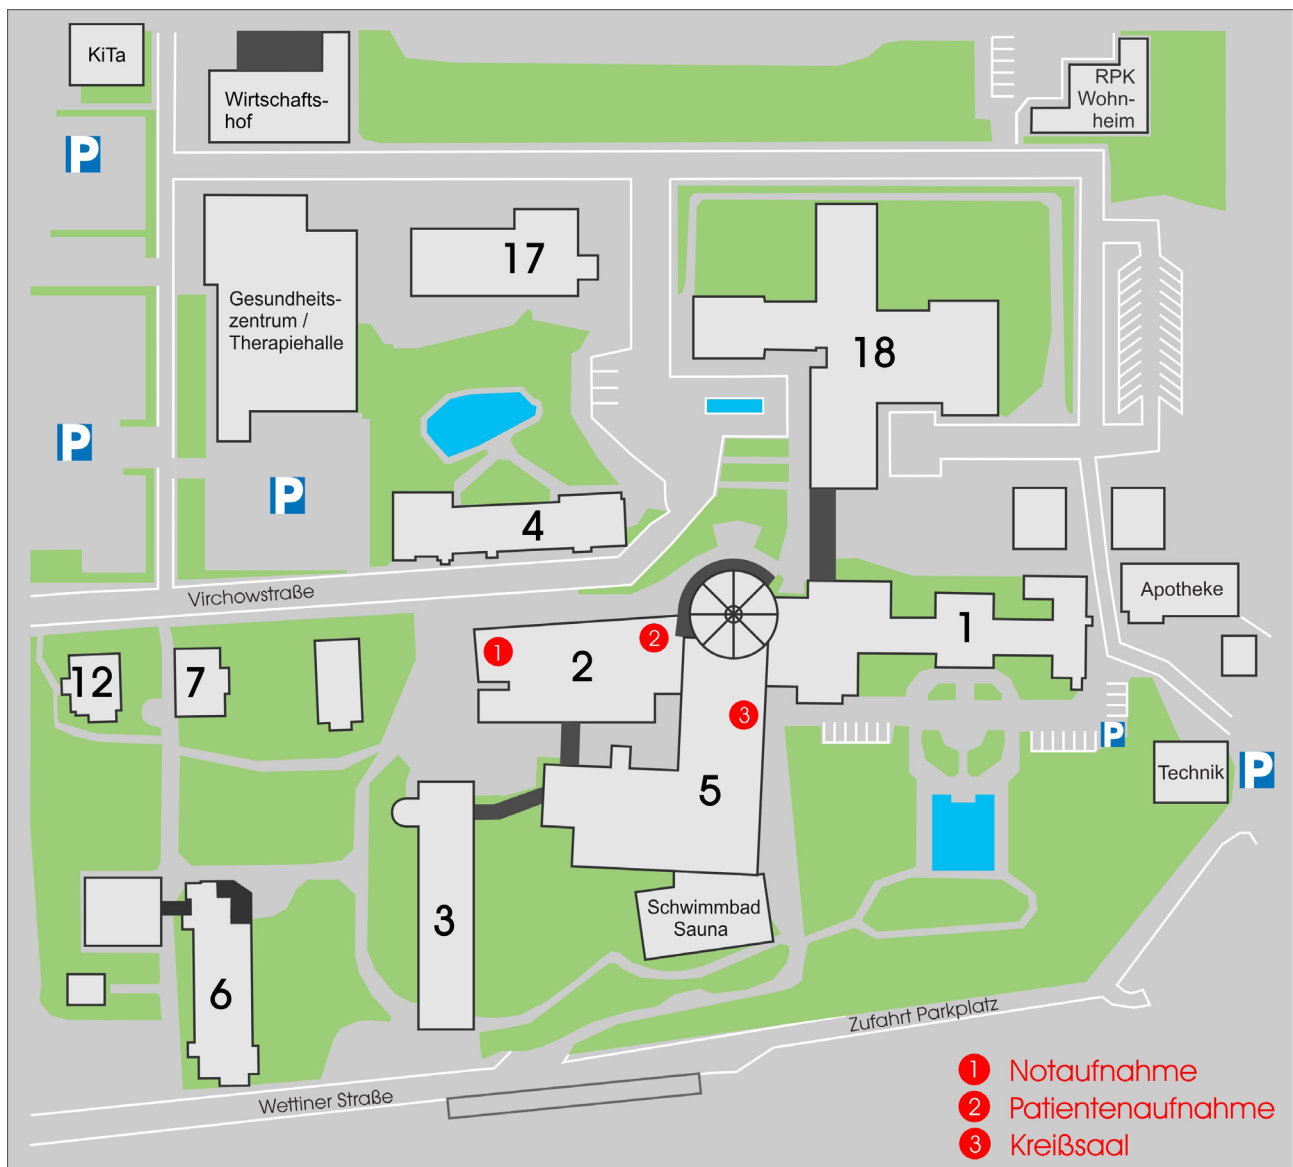 KiTa
Wirtschafts-
hof
RPK
Wohn-
heim
P
17
Gesundheits-
zentrum /
Therapiehalle
18
P
P
4
Virchowstraße
Apotheke
1
1
2
2
12
7
3
P
Technik
P
5
3
Schwimmbad
Sauna
6
Zufahrt Parkplatz
Wettiner Straße
1 Notaufnahme
2 Patientenaufnahme
3 Kreißsaal